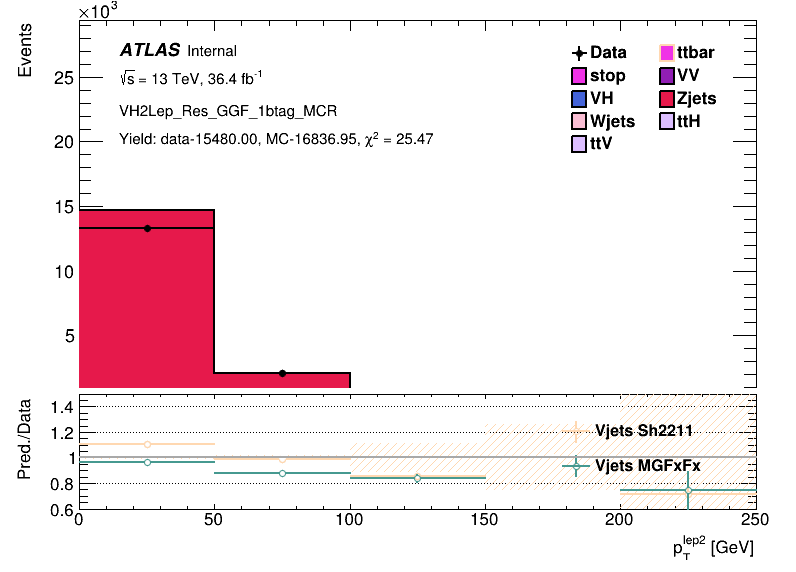 ×10³
Events
25
20
15
10
5
ATLAS Internal
√s = 13 TeV, 36.4 fb⁻¹
VH2Lep_Res_GGF_1btag_MCR
Yield: data-15480.00, MC-16836.95, χ² = 25.47
Data
ttbar
stop
VV
VH
Zjets
Wjets
ttH
ttV
Pred./Data
1.4
1.2
1
0.8
0.6
Vjets Sh2211
Vjets MGFxFx
0 50 100 150 200 250
p_T^lep2 [GeV]